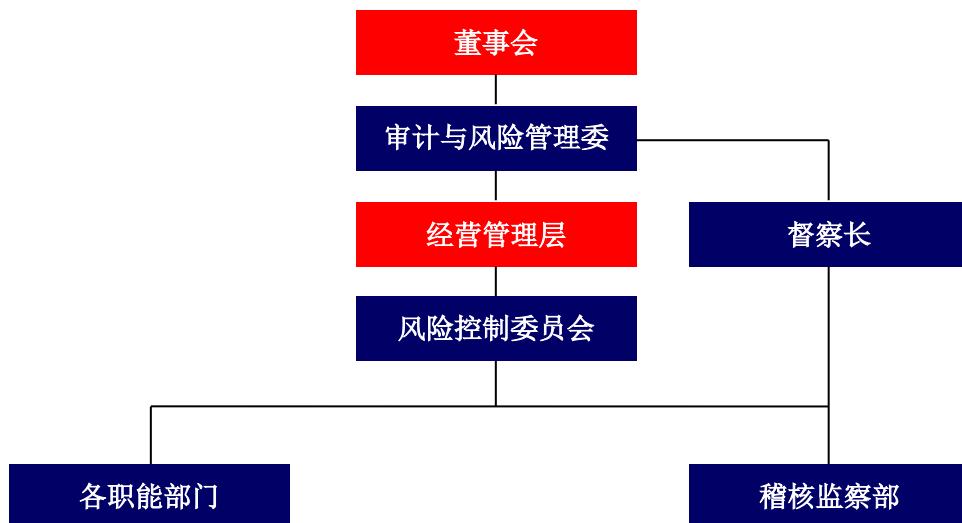 董事会
审计与风险管理委
经营管理层
督察长
风险控制委员会
各职能部门
稽核监察部